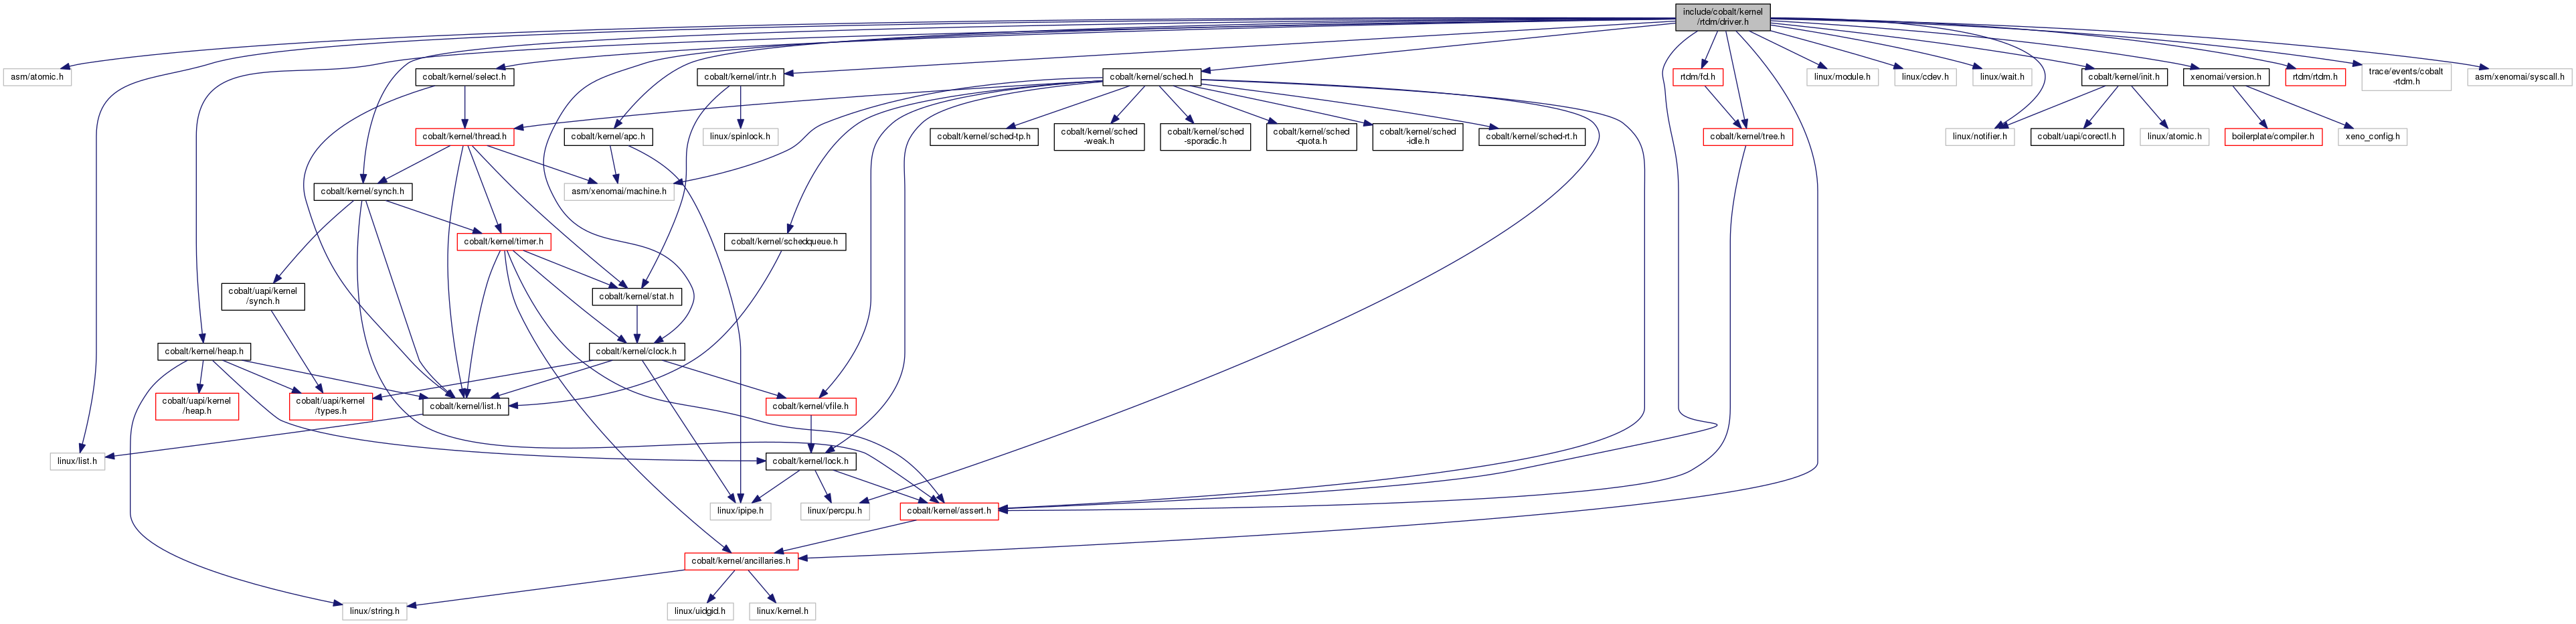 include/cobalt/kernel
/rtdm/driver.h
asm/atomic.h
cobalt/kernel/select.h
cobalt/kernel/intr.h
cobalt/kernel/sched.h
rtdm/fd.h
linux/module.h
linux/cdev.h
linux/wait.h
cobalt/kernel/init.h
xenomai/version.h
rtdm/rtdm.h
trace/events/cobalt
-rtdm.h
asm/xenomai/syscall.h
cobalt/kernel/thread.h
cobalt/kernel/apc.h
linux/spinlock.h
cobalt/kernel/sched-tp.h
cobalt/kernel/sched
-weak.h
cobalt/kernel/sched
-sporadic.h
cobalt/kernel/sched
-quota.h
cobalt/kernel/sched
-idle.h
cobalt/kernel/sched-rt.h
cobalt/kernel/tree.h
linux/notifier.h
cobalt/uapi/corectl.h
linux/atomic.h
boilerplate/compiler.h
xeno_config.h
cobalt/kernel/synch.h
asm/xenomai/machine.h
cobalt/kernel/timer.h
cobalt/kernel/schedqueue.h
cobalt/uapi/kernel
/synch.h
cobalt/kernel/stat.h
cobalt/kernel/heap.h
cobalt/kernel/clock.h
cobalt/uapi/kernel
/heap.h
cobalt/uapi/kernel
/types.h
cobalt/kernel/list.h
cobalt/kernel/vfile.h
linux/list.h
cobalt/kernel/lock.h
linux/ipipe.h
linux/percpu.h
cobalt/kernel/assert.h
cobalt/kernel/ancillaries.h
linux/string.h
linux/uidgid.h
linux/kernel.h